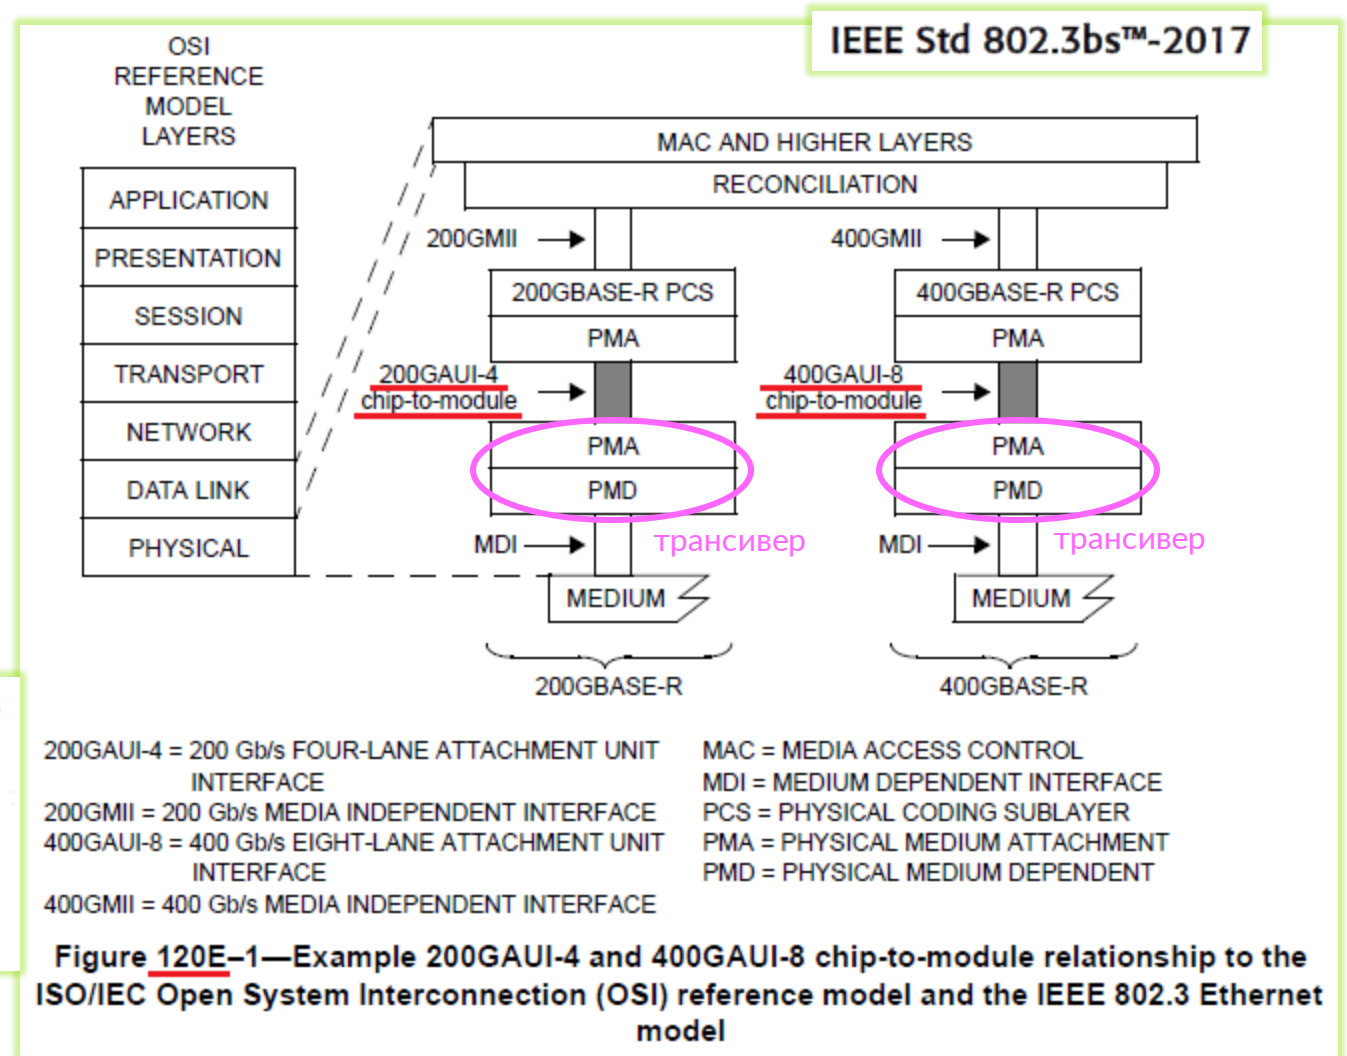 IEEE Std 802.3bs™-2017
OSI
REFERENCE
MODEL
LAYERS
APPLICATION
PRESENTATION
SESSION
TRANSPORT
NETWORK
DATA LINK
PHYSICAL
MAC AND HIGHER LAYERS
RECONCILIATION
200GMII
400GMII
200GBASE-R PCS
400GBASE-R PCS
PMA
PMA
200GAUI-4
chip-to-module
400GAUI-8
chip-to-module
PMA
PMA
PMD
PMD
MDI
трансивер
MDI
трансивер
MEDIUM
MEDIUM
200GBASE-R
400GBASE-R
200GAUI-4 = 200 Gb/s FOUR-LANE ATTACHMENT UNIT
INTERFACE
200GMII = 200 Gb/s MEDIA INDEPENDENT INTERFACE
400GAUI-8 = 400 Gb/s EIGHT-LANE ATTACHMENT UNIT
INTERFACE
400GMII = 400 Gb/s MEDIA INDEPENDENT INTERFACE
MAC = MEDIA ACCESS CONTROL
MDI = MEDIUM DEPENDENT INTERFACE
PCS = PHYSICAL CODING SUBLAYER
PMA = PHYSICAL MEDIUM ATTACHMENT
PMD = PHYSICAL MEDIUM DEPENDENT
Figure 120E–1—Example 200GAUI-4 and 400GAUI-8 chip-to-module relationship to the
ISO/IEC Open System Interconnection (OSI) reference model and the IEEE 802.3 Ethernet
model